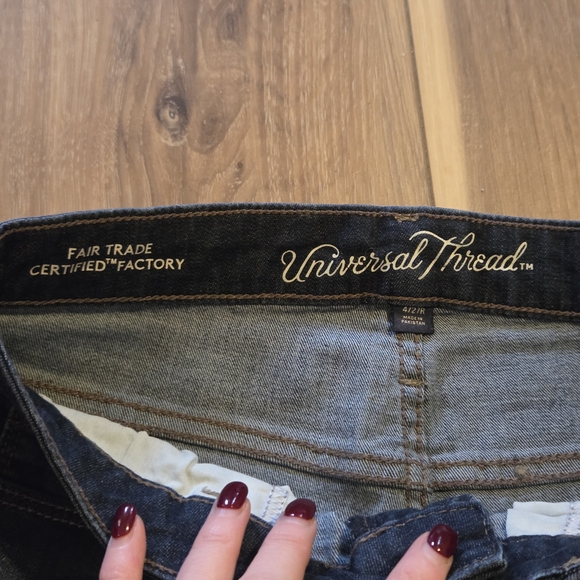 FAIR TRADE
CERTIFIED™ FACTORY
Universal Thread™
4/27R
MADE IN
PAKISTAN